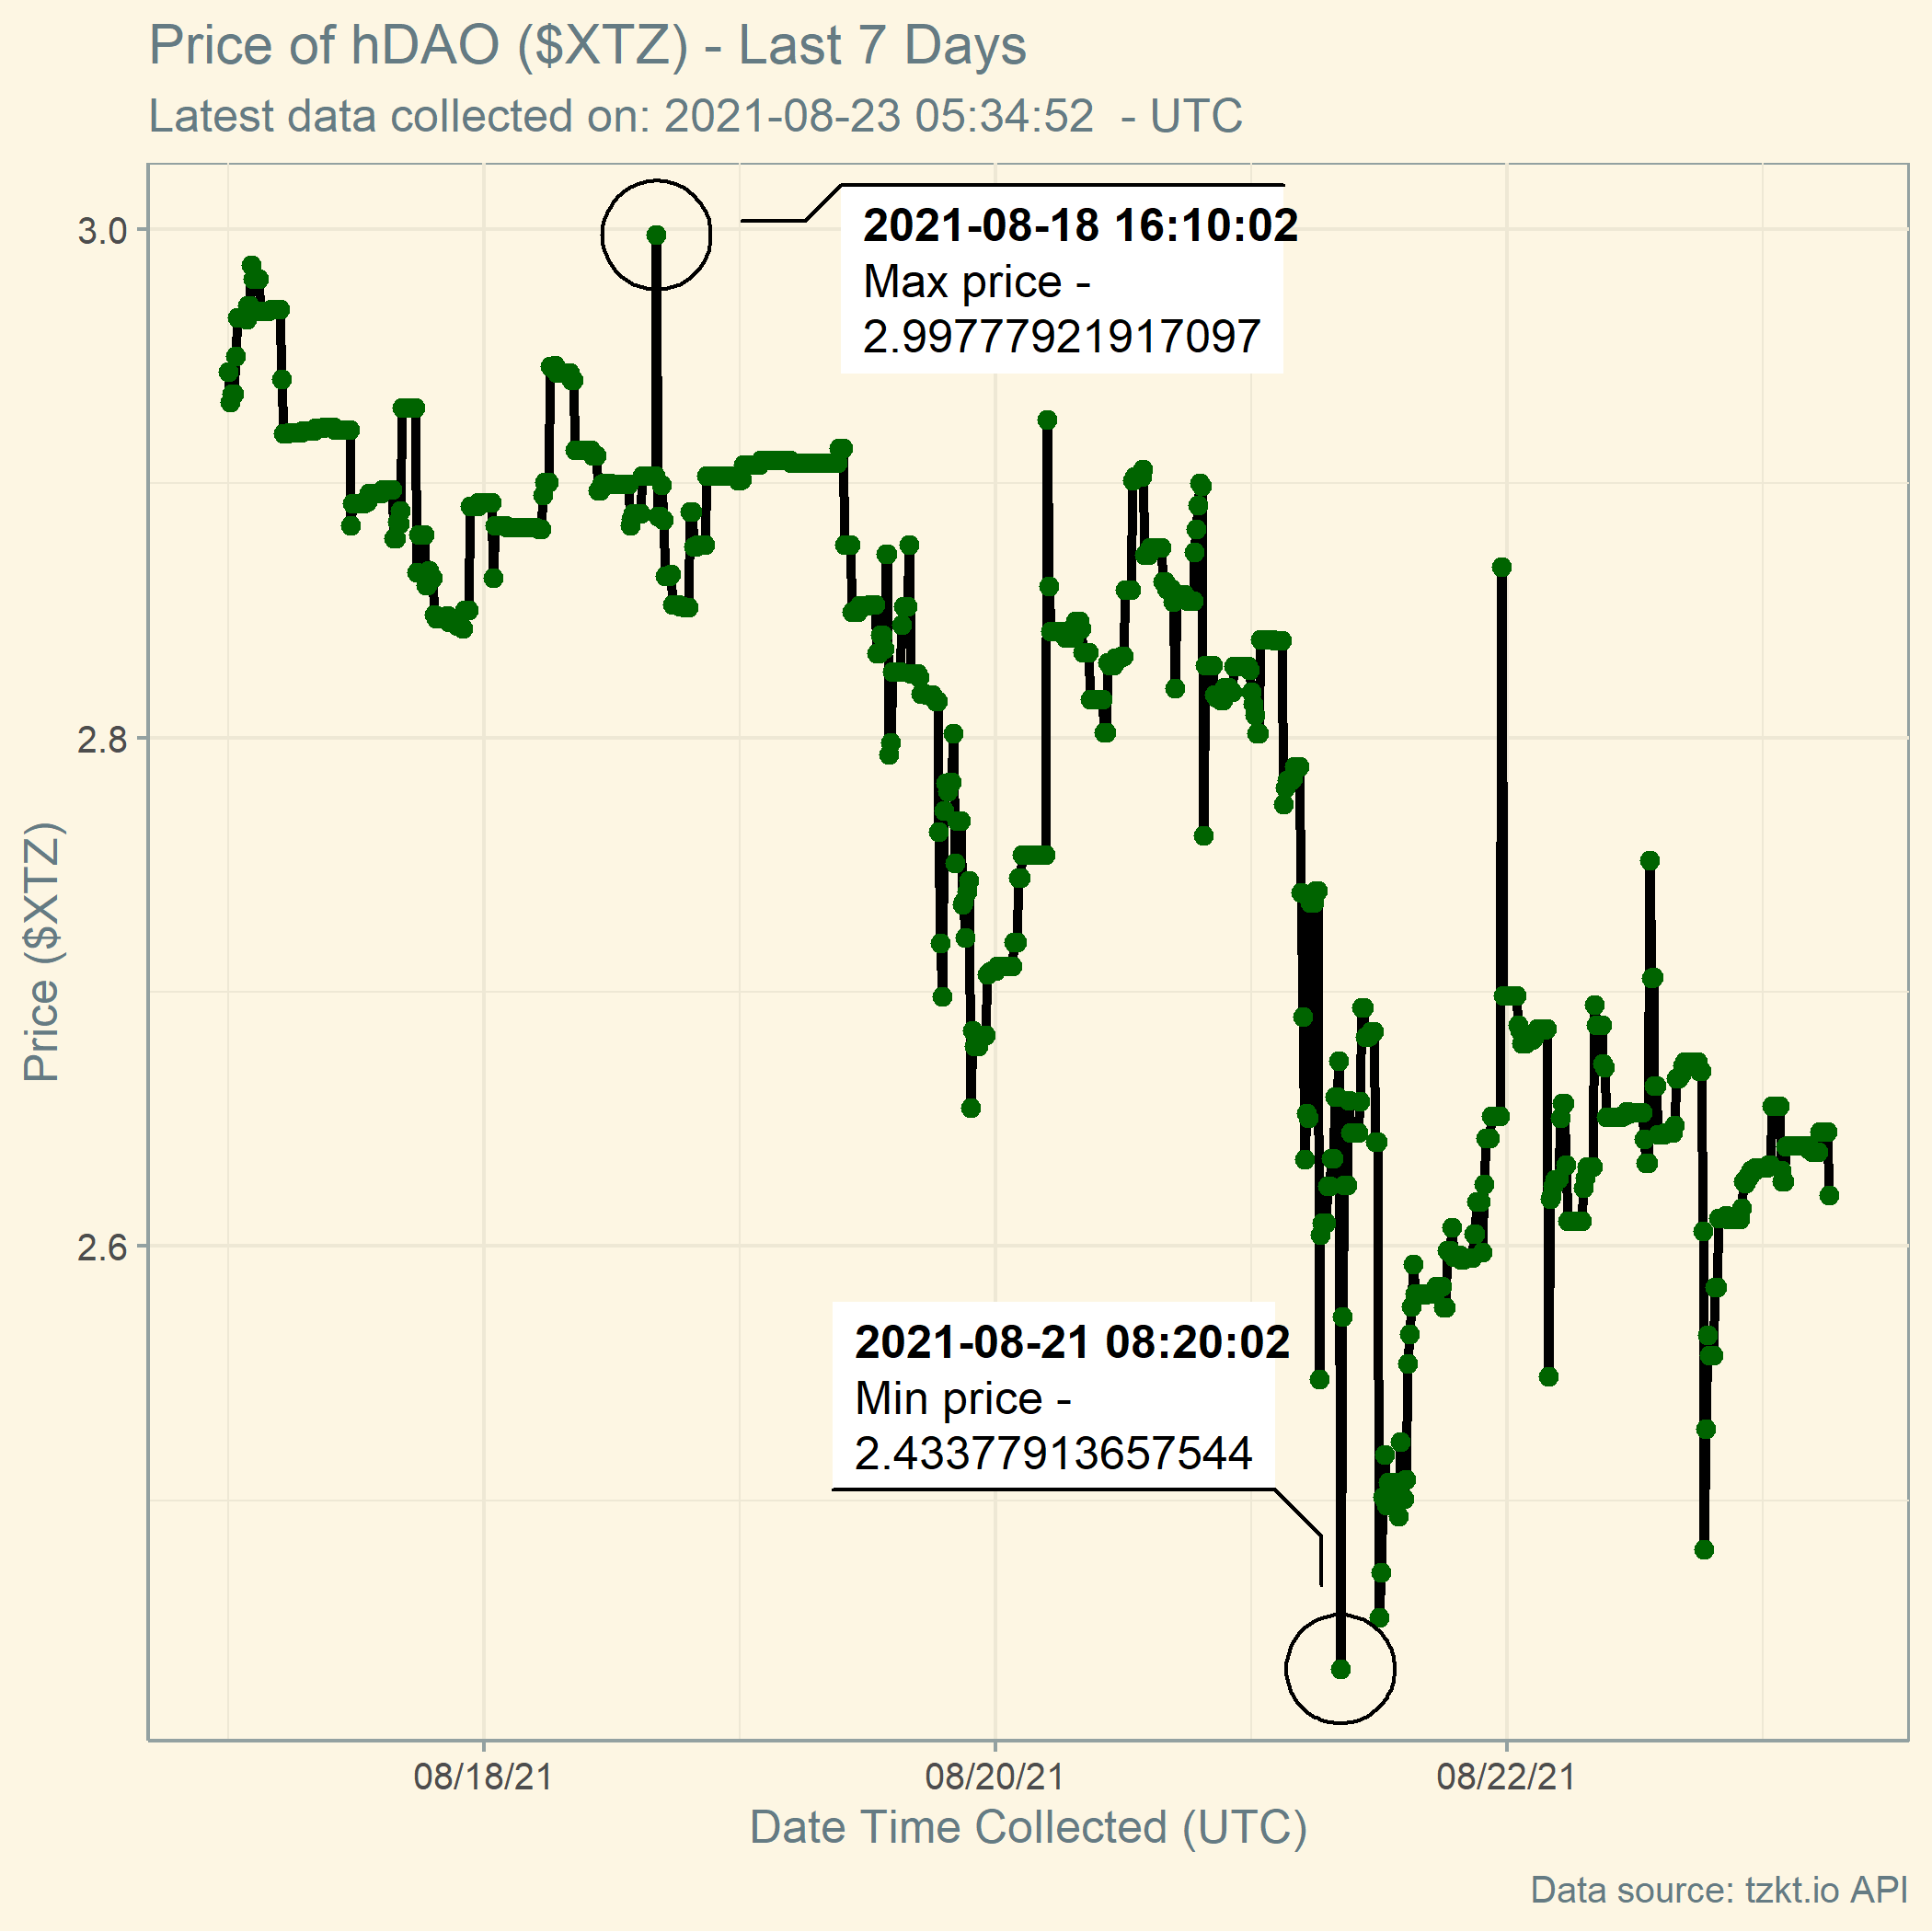 Price of hDAO ($XTZ) - Last 7 Days
Latest data collected on: 2021-08-23 05:34:52  - UTC
2021-08-18 16:10:02
Max price -
2.99777921917097
3.0
2.8
2.6
Price ($XTZ)
2021-08-21 08:20:02
Min price -
2.43377913657544
08/18/21
08/20/21
08/22/21
Date Time Collected (UTC)
Data source: tzkt.io API